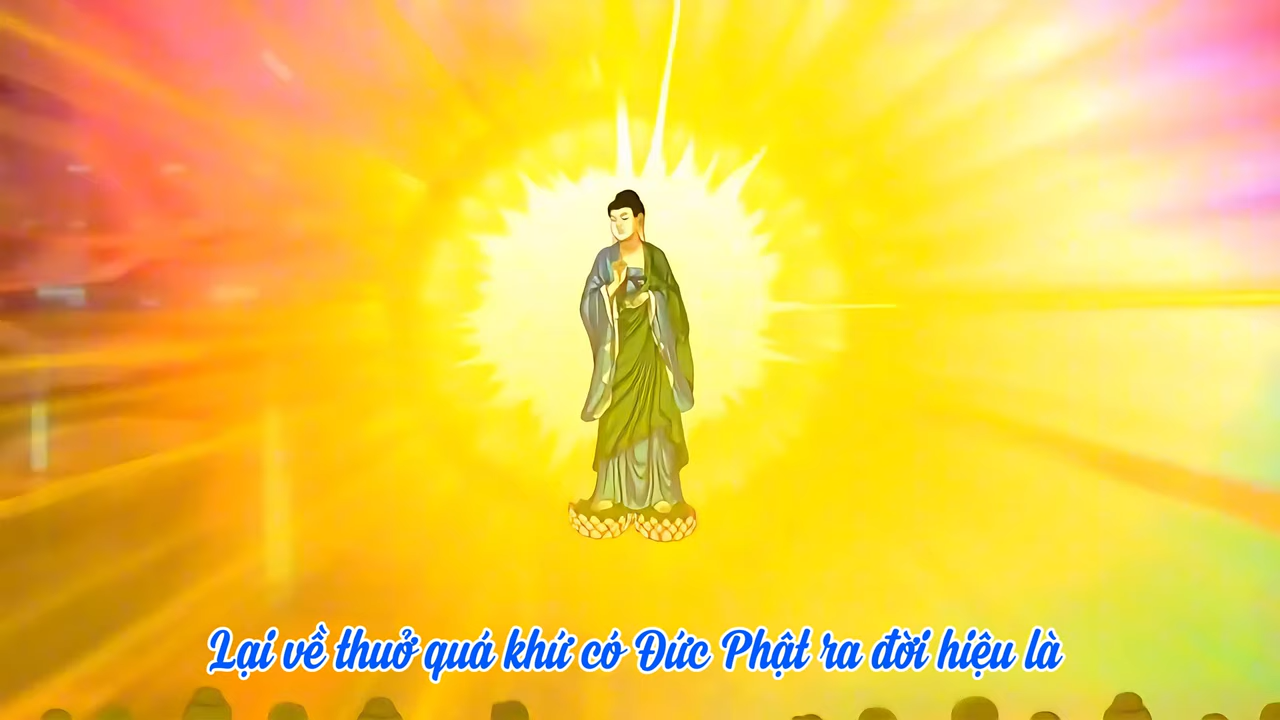 Lại về thuở quá khứ có Đức Phật ra đời hiệu là